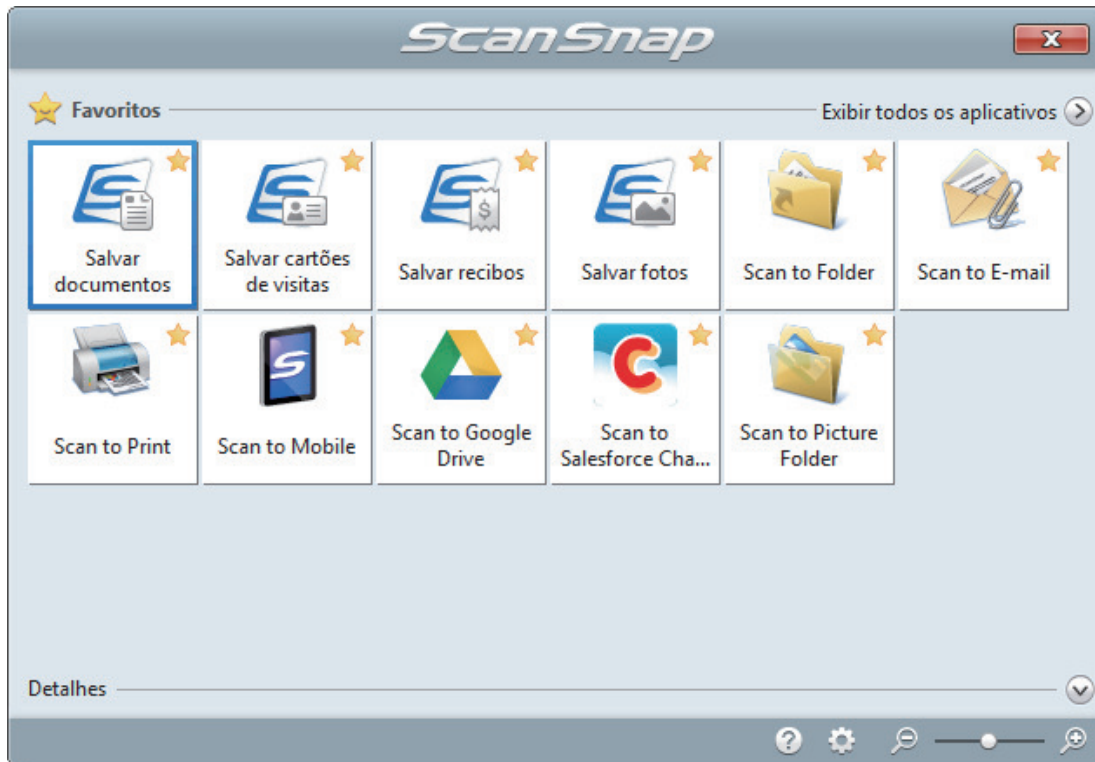 ScanSnap
Favoritos
Exibir todos os aplicativos
Salvar
documentos
Salvar cartões
de visitas
Salvar recibos
Salvar fotos
Scan to Folder
Scan to E-mail
Scan to Print
Scan to Mobile
Scan to Google
Drive
Scan to
Salesforce Cha...
Scan to Picture
Folder
Detalhes